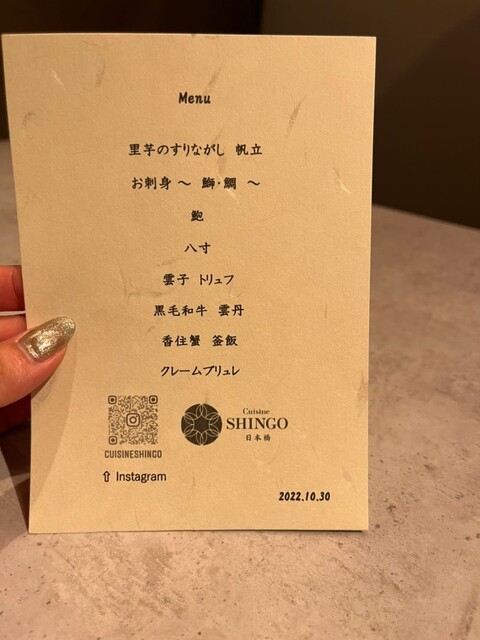 Menu
里芋のすりながし 帆立
お刺身 ～ 鰤・鯛 ～
鮑
八寸
雲子 トリュフ
黒毛和牛 雲丹
香住蟹 釜飯
クレームブリュレ
Cuisine
SHINGO
日本橋
CUISINESHINGO
⇧ Instagram
2022.10.30